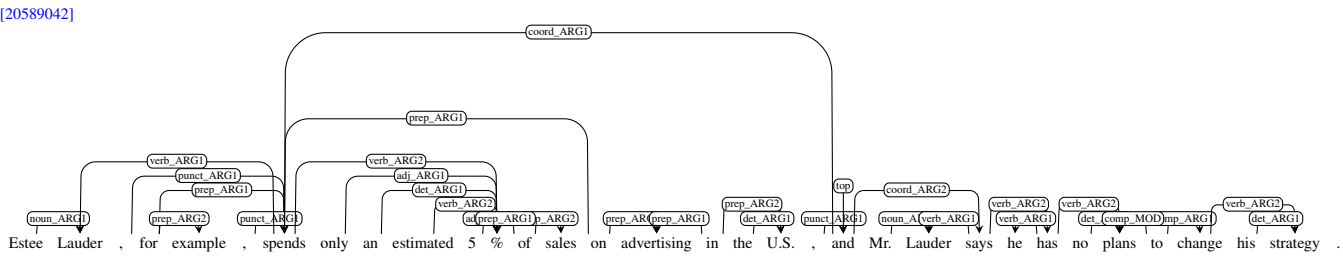 [20589042]
coord_ARG1
prep_ARG1
verb_ARG1 verb_ARG2
punct_ARG1 adj_ARG1
prep_ARG1 det_ARG1 top coord_ARG2
verb_ARG2 prep_ARG2 verb_ARG2 verb_ARG2 verb_ARG2
noun_ARG1 prep_ARG2 punct_ARG1 prep_ARG1 prep_ARG1 det_ARG1 punct_ARG1 verb_ARG1 verb_ARG1 comp_MOD det_ARG1
Estee Lauder , for example , spends only an estimated 5 % of sales on advertising in the U.S. , and Mr. Lauder says he has no plans to change his strategy .